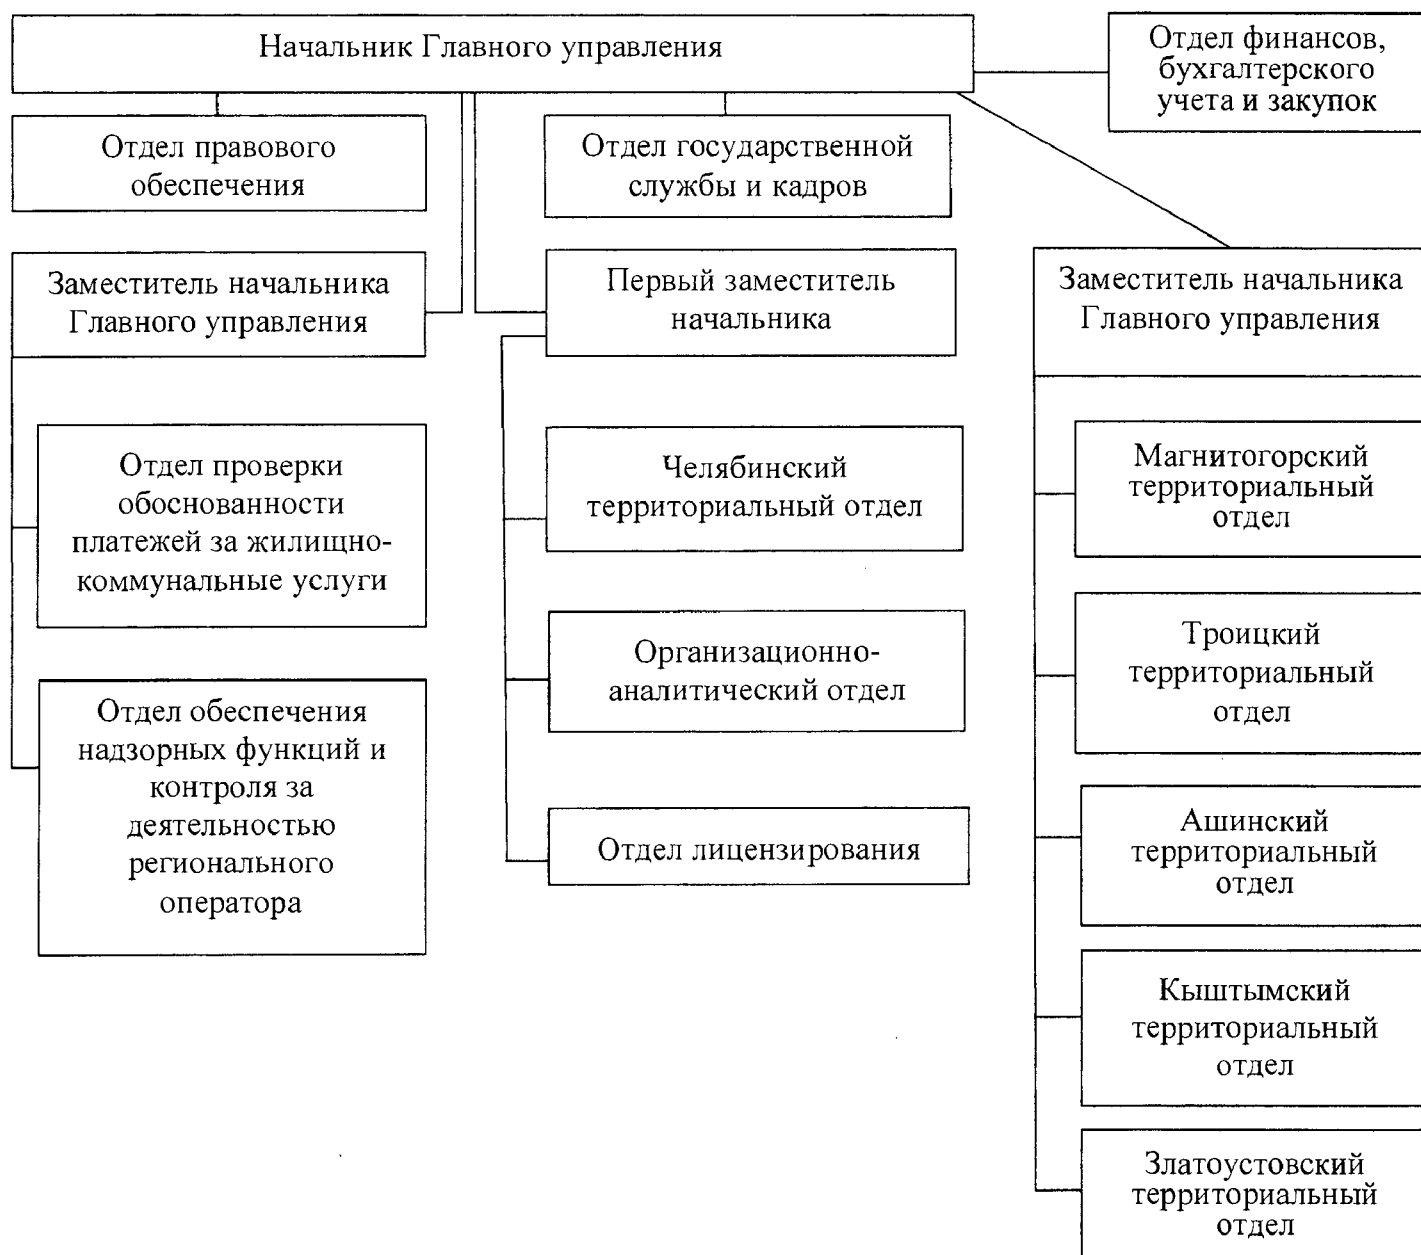 Начальник Главного управления
Отдел финансов,
бухгалтерского
учета и закупок
Отдел правового
обеспечения
Отдел государственной
службы и кадров
Заместитель начальника
Главного управления
Первый заместитель
начальника
Заместитель начальника
Главного управления
Отдел проверки
обоснованности
платежей за жилищно-
коммунальные услуги
Отдел обеспечения
надзорных функций и
контроля за
деятельностью
регионального
оператора
Челябинский
территориальный отдел
Организационно-
аналитический отдел
Отдел лицензирования
Магнитогорский
территориальный
отдел
Троицкий
территориальный
отдел
Ашинский
территориальный
отдел
Кыштымский
территориальный
отдел
Златоустовский
территориальный
отдел